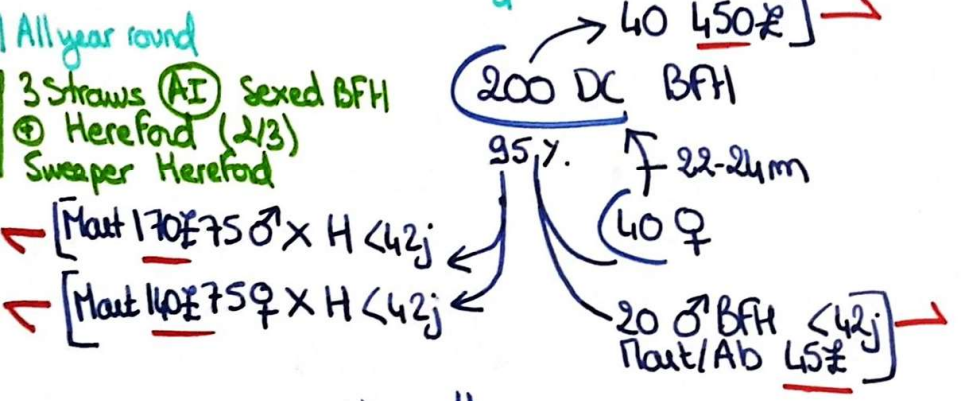 All year round
3 Straws AI Sexed BFH
⊕ Hereford (2/3)
Sweeper Hereford
40 450£]
200 DC BFH
95%.
22-24m
40 ♀
[Mart 170£ 75 ♂ X H <42j
[Mart 140£ 75 ♀ X H <42j
20 ♂ BFH <42j
Mart/Ab 45£]